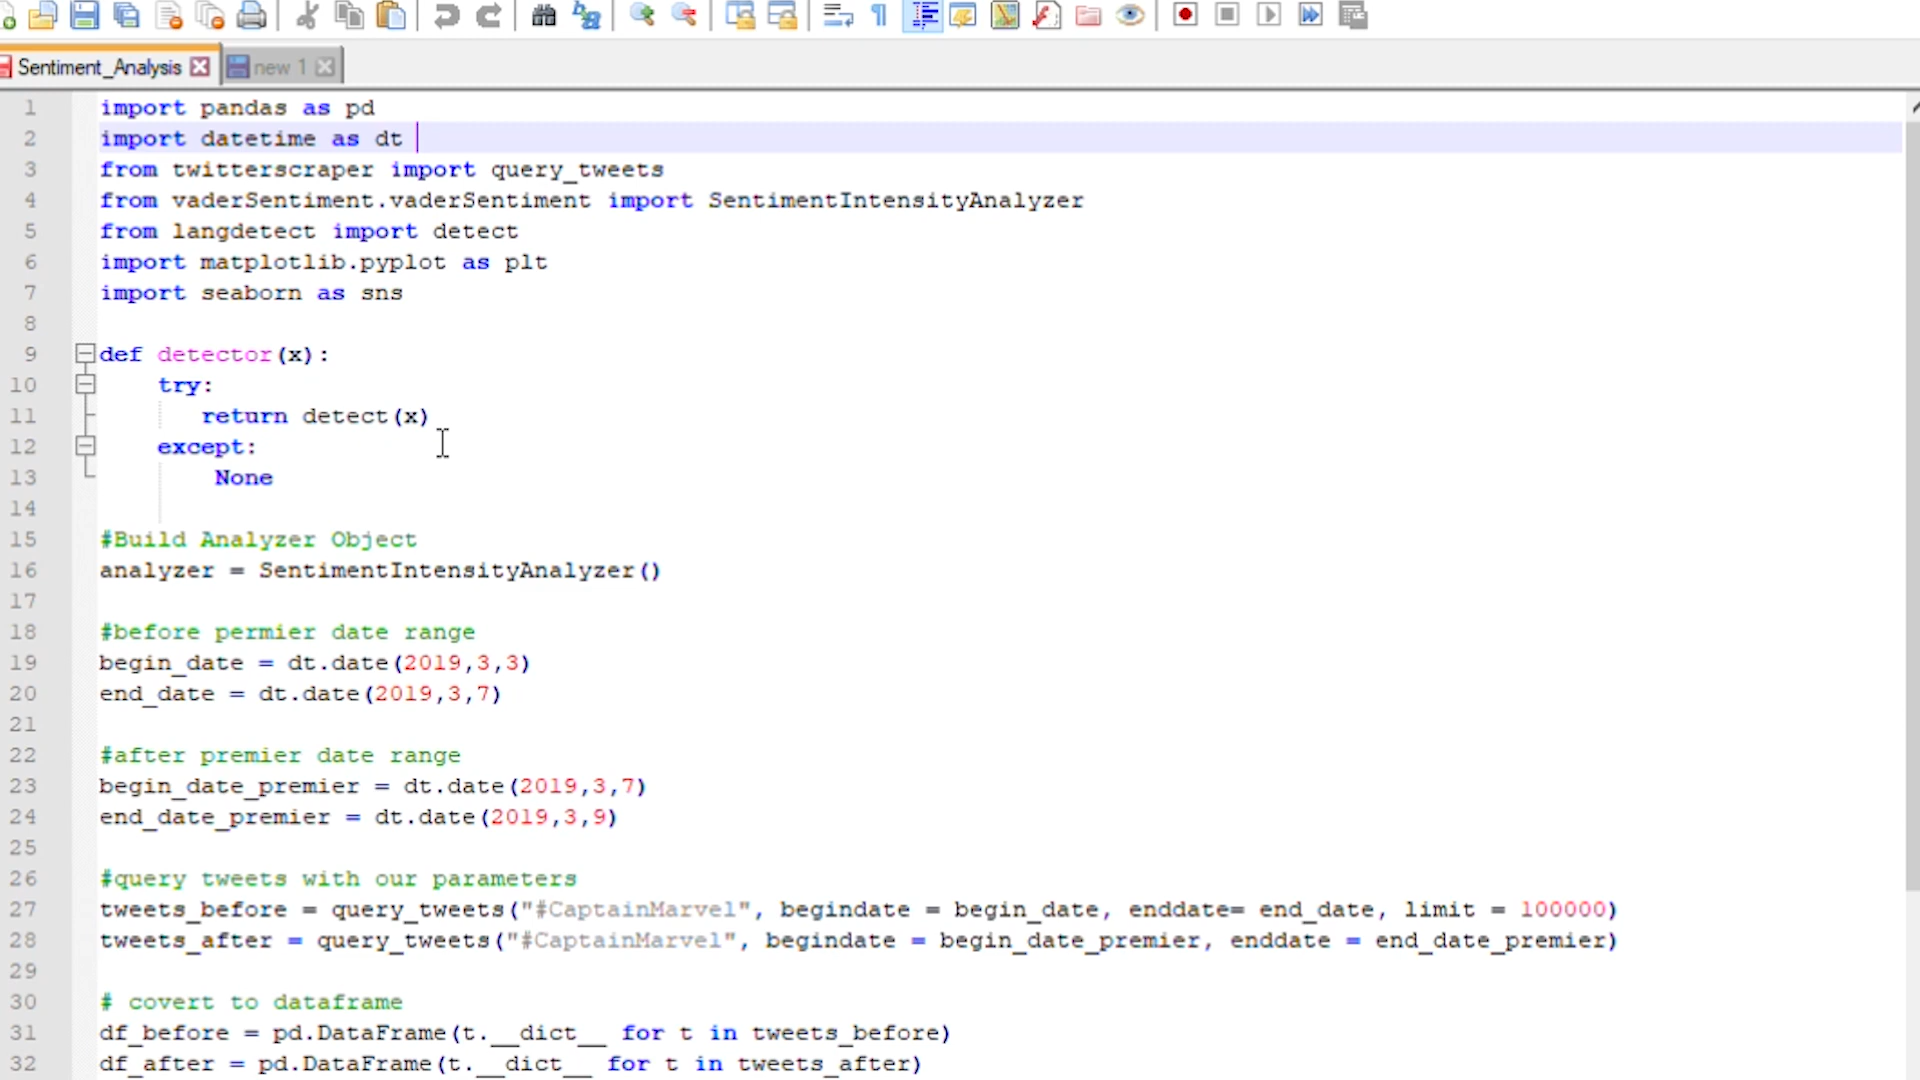 Sentiment_Analysis new 1
1 import pandas as pd
2 import datetime as dt
3 from twitterscraper import query_tweets
4 from vaderSentiment.vaderSentiment import SentimentIntensityAnalyzer
5 from langdetect import detect
6 import matplotlib.pyplot as plt
7 import seaborn as sns
8
9 def detector(x):
10 try:
11 return detect(x)
12 except:
13 None
14
15 #Build Analyzer Object
16 analyzer = SentimentIntensityAnalyzer()
17
18 #before permier date range
19 begin_date = dt.date(2019,3,3)
20 end_date = dt.date(2019,3,7)
21
22 #after premier date range
23 begin_date_premier = dt.date(2019,3,7)
24 end_date_premier = dt.date(2019,3,9)
25
26 #query tweets with our parameters
27 tweets_before = query_tweets("#CaptainMarvel", begindate = begin_date, enddate= end_date, limit = 100000)
28 tweets_after = query_tweets("#CaptainMarvel", begindate = begin_date_premier, enddate = end_date_premier)
29
30 # covert to dataframe
31 df_before = pd.DataFrame(t.__dict__ for t in tweets_before)
32 df_after = pd.DataFrame(t.__dict__ for t in tweets_after)